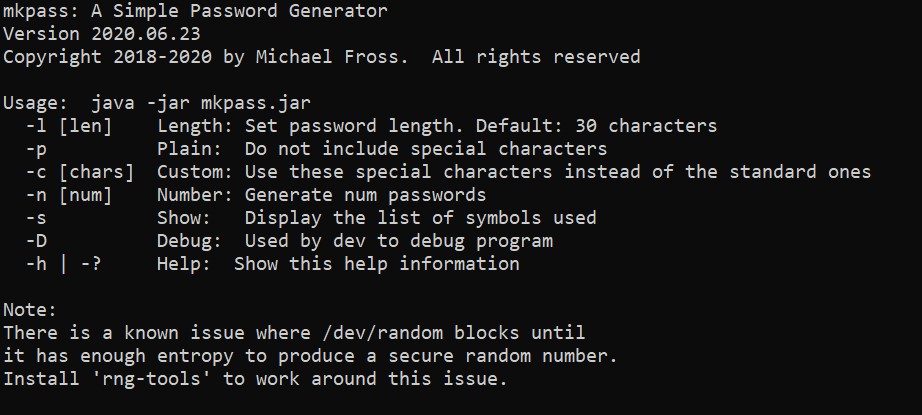 mkpass: A Simple Password Generator
Version 2020.06.23
Copyright 2018-2020 by Michael Fross.  All rights reserved

Usage:  java -jar mkpass.jar
  -l [len]    Length: Set password length. Default: 30 characters
  -p          Plain:  Do not include special characters
  -c [chars]  Custom: Use these special characters instead of the standard ones
  -n [num]    Number: Generate num passwords
  -s          Show:   Display the list of symbols used
  -D          Debug:  Used by dev to debug program
  -h | -?     Help:  Show this help information

Note:
There is a known issue where /dev/random blocks until
it has enough entropy to produce a secure random number.
Install 'rng-tools' to work around this issue.